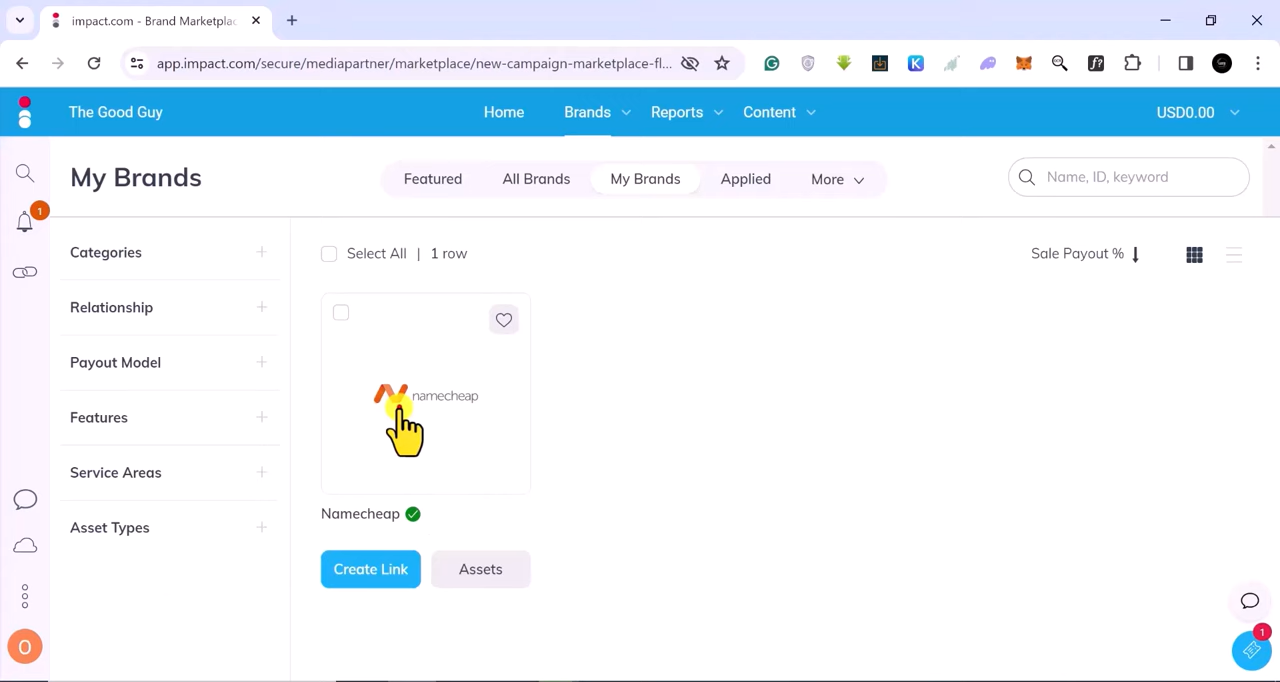 impact.com - Brand Marketplac
app.impact.com/secure/mediapartner/marketplace/new-campaign-marketplace-fl...
The Good Guy
Home
Brands
Reports
Content
USD0.00
My Brands
Featured
All Brands
My Brands
Applied
More
Name, ID, keyword
1
Categories
Relationship
Payout Model
Features
Service Areas
Asset Types
Select All | 1 row
Sale Payout %
namecheap
Namecheap
Create Link
Assets
O
1